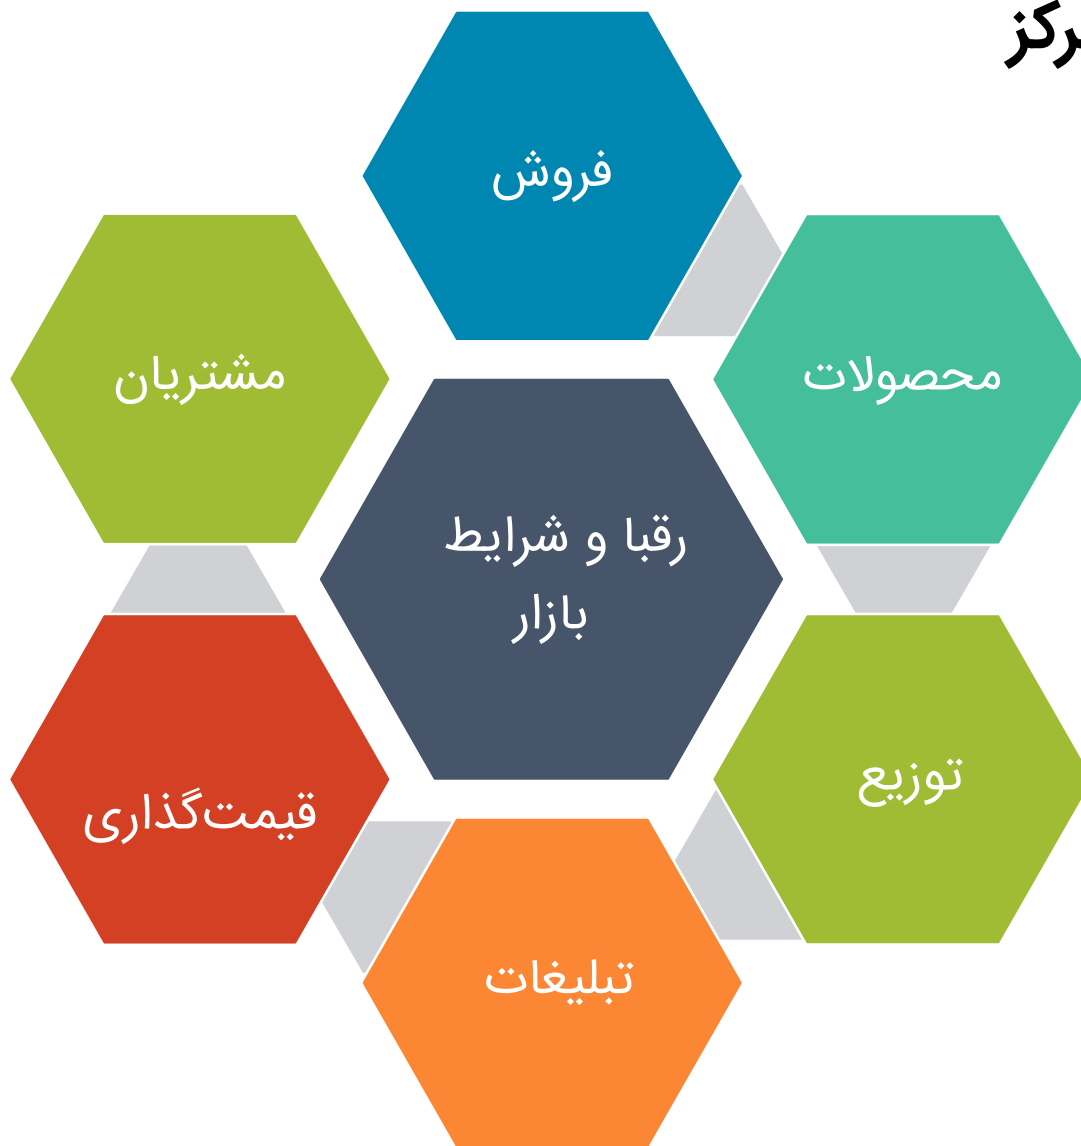 فروش
محصولات
مشتریان
رقبا و شرایط
بازار
توزیع
قیمت‌گذاری
تبلیغات